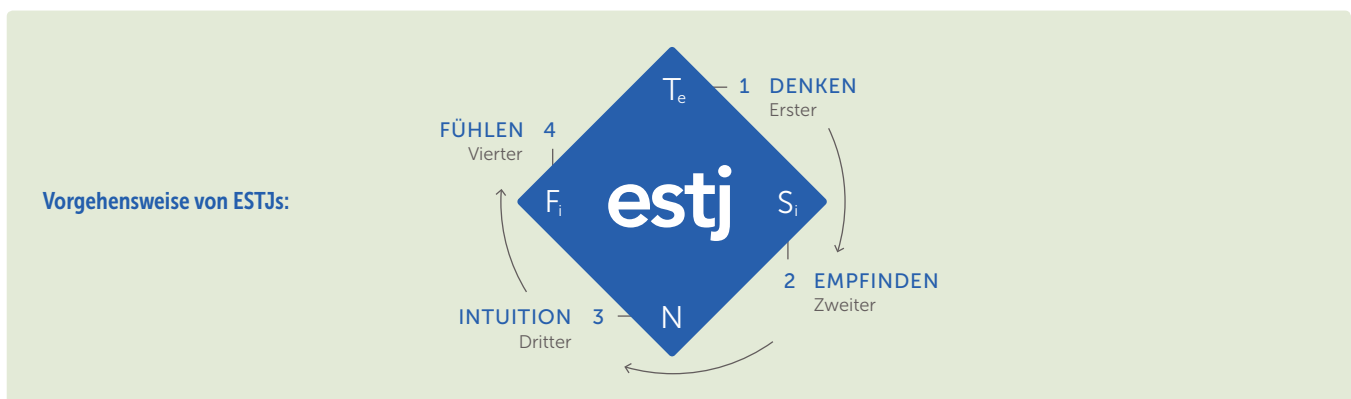 Vorgehensweise von ESTJs:
Te
1 DENKEN
Erster
FÜHLEN 4
Vierter
Fi
estj
Si
2 EMPFINDEN
Zweiter
INTUITION 3
Dritter
N